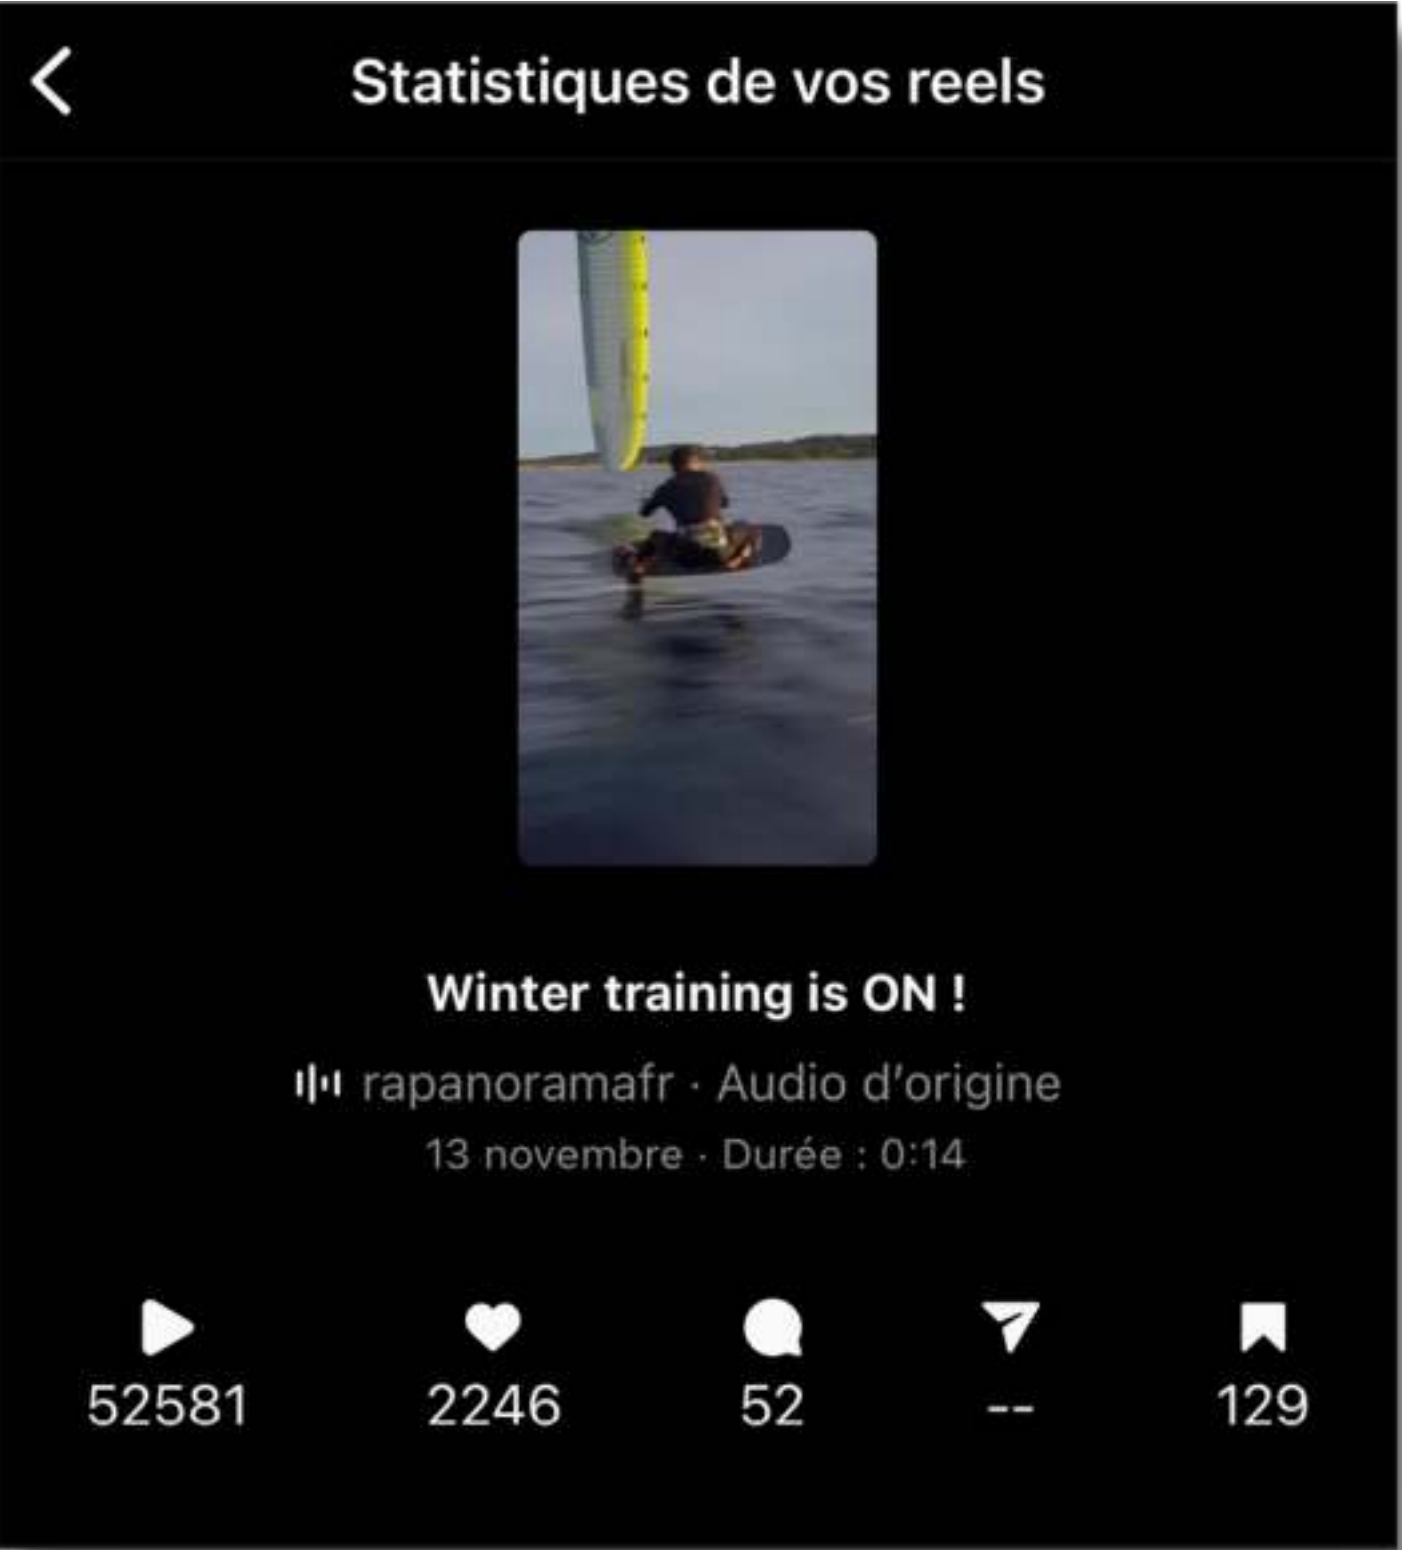 Statistiques de vos reels
Winter training is ON !
rapanoramafr · Audio d’origine
13 novembre · Durée : 0:14
52581 2246 52 -- 129